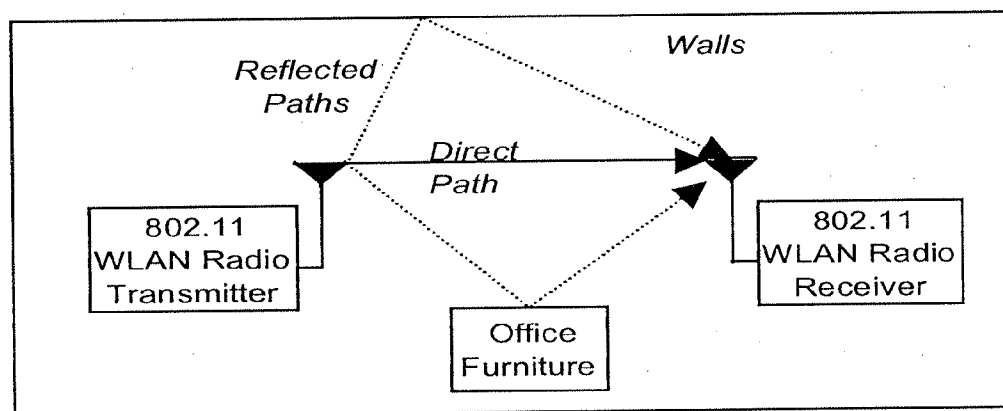 Walls
Reflected
Paths
Direct
Path
802.11
WLAN Radio
Transmitter
802.11
WLAN Radio
Receiver
Office
Furniture